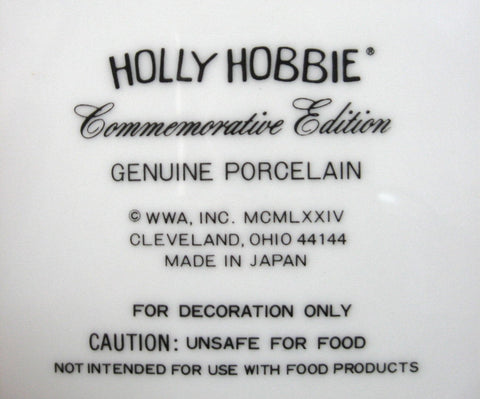 HOLLY HOBBIE®
Commemorative Edition
GENUINE PORCELAIN
© WWA, INC. MCMLXXIV
CLEVELAND, OHIO 44144
MADE IN JAPAN
FOR DECORATION ONLY
CAUTION: UNSAFE FOR FOOD
NOT INTENDED FOR USE WITH FOOD PRODUCTS